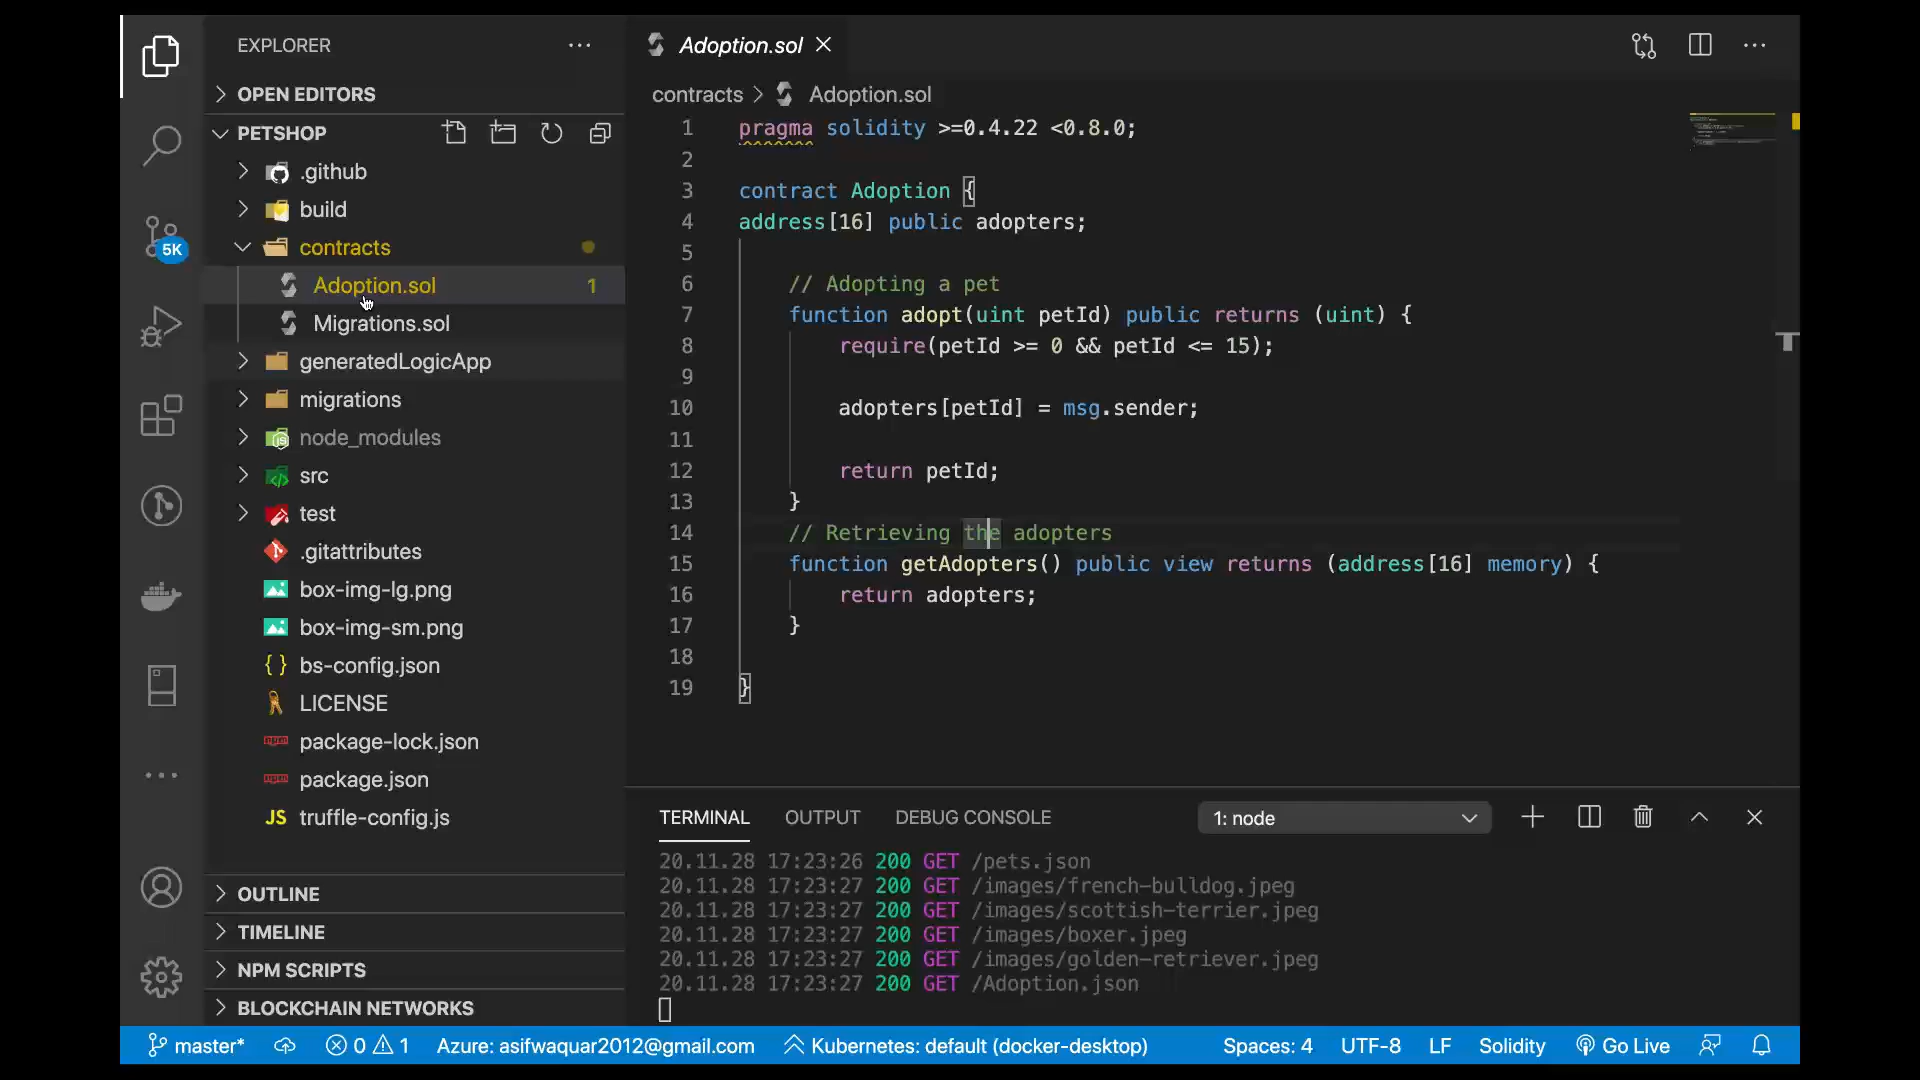 EXPLORER
OPEN EDITORS
PETSHOP
.github
build
contracts
Adoption.sol 1
Migrations.sol
generatedLogicApp
migrations
node_modules
src
test
.gitattributes
box-img-lg.png
box-img-sm.png
bs-config.json
LICENSE
package-lock.json
package.json
JS truffle-config.js
OUTLINE
TIMELINE
NPM SCRIPTS
BLOCKCHAIN NETWORKS
5K
Adoption.sol
contracts > Adoption.sol
1 pragma solidity >=0.4.22 <0.8.0;
2
3 contract Adoption {
4 address[16] public adopters;
5
6 // Adopting a pet
7 function adopt(uint petId) public returns (uint) {
8 require(petId >= 0 && petId <= 15);
9
10 adopters[petId] = msg.sender;
11
12 return petId;
13 }
14 // Retrieving the adopters
15 function getAdopters() public view returns (address[16] memory) {
16 return adopters;
17 }
18
19 }
TERMINAL OUTPUT DEBUG CONSOLE 1: node
20.11.28 17:23:26 200 GET /pets.json
20.11.28 17:23:27 200 GET /images/french-bulldog.jpeg
20.11.28 17:23:27 200 GET /images/scottish-terrier.jpeg
20.11.28 17:23:27 200 GET /images/boxer.jpeg
20.11.28 17:23:27 200 GET /images/golden-retriever.jpeg
20.11.28 17:23:27 200 GET /Adoption.json
master* 0 1 Azure: asifwaquar2012@gmail.com Kubernetes: default (docker-desktop) Spaces: 4 UTF-8 LF Solidity Go Live